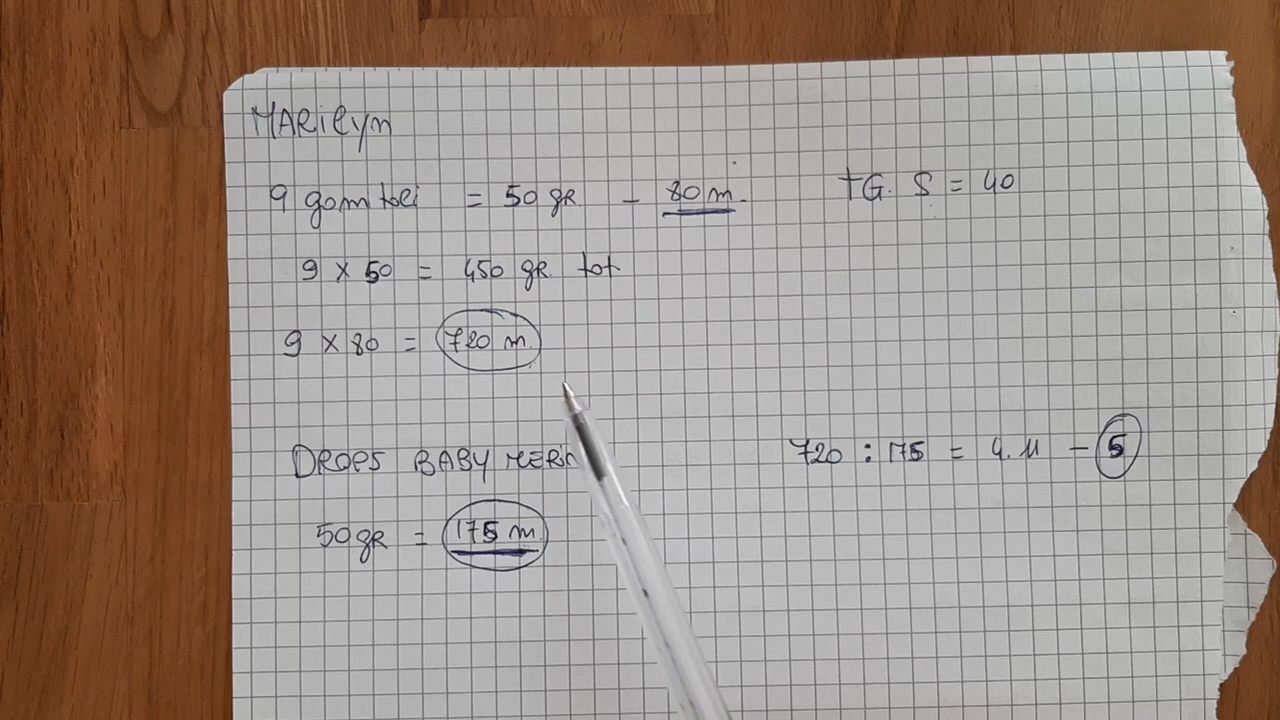 MARilyn
9 gomitoli = 50 gR - 80 m. TG. S = 40
9 x 50 = 450 gR tot
9 x 80 = 720 m
DROPS BABY MERI 720 : 175 = 4.11 - 5
50 gR = 175 m